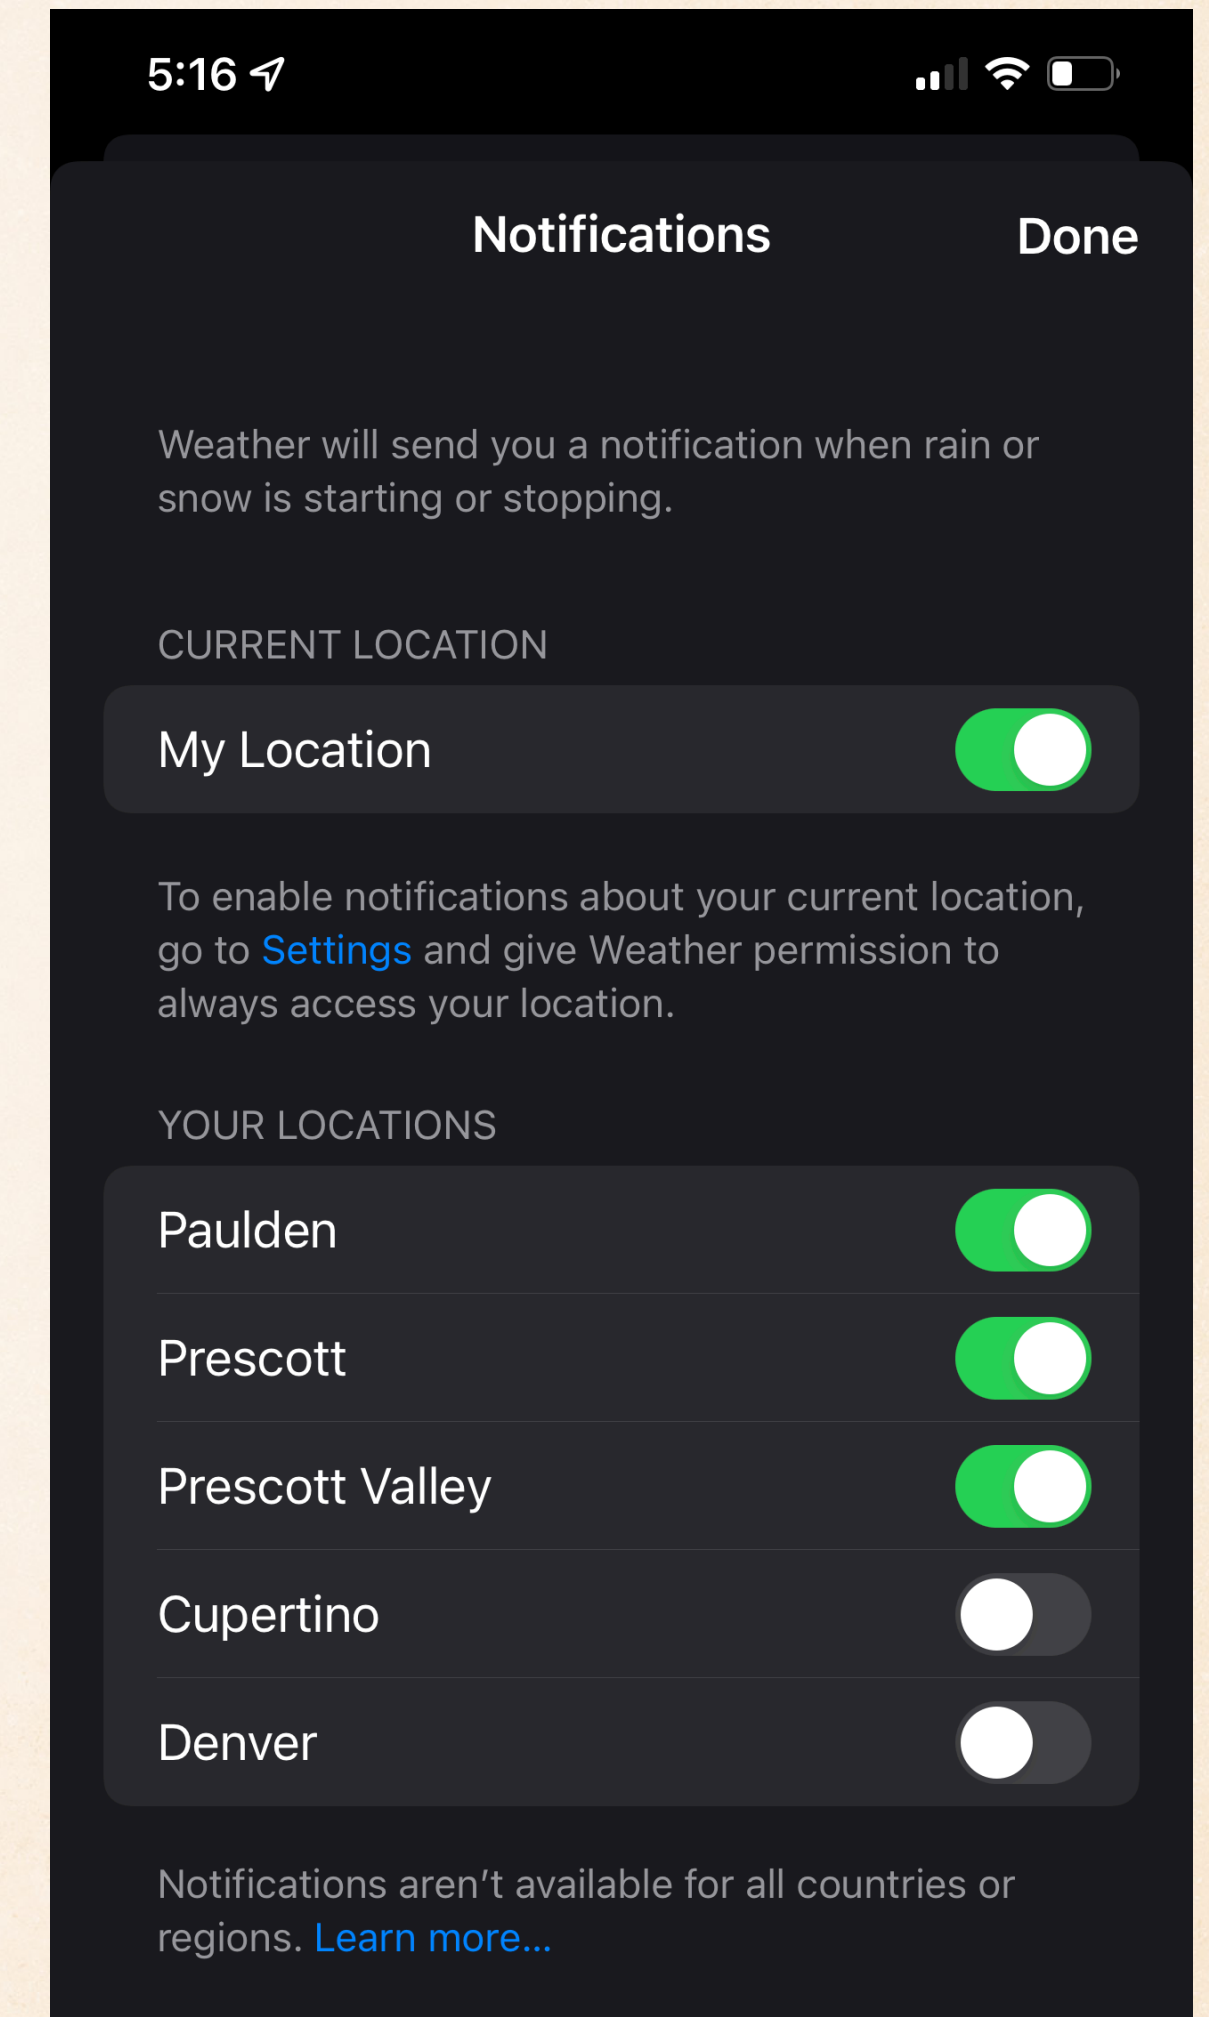 5:16
Notifications
Done
Weather will send you a notification when rain or
snow is starting or stopping.
CURRENT LOCATION
My Location
To enable notifications about your current location,
go to Settings and give Weather permission to
always access your location.
YOUR LOCATIONS
Paulden
Prescott
Prescott Valley
Cupertino
Denver
Notifications aren’t available for all countries or
regions. Learn more...